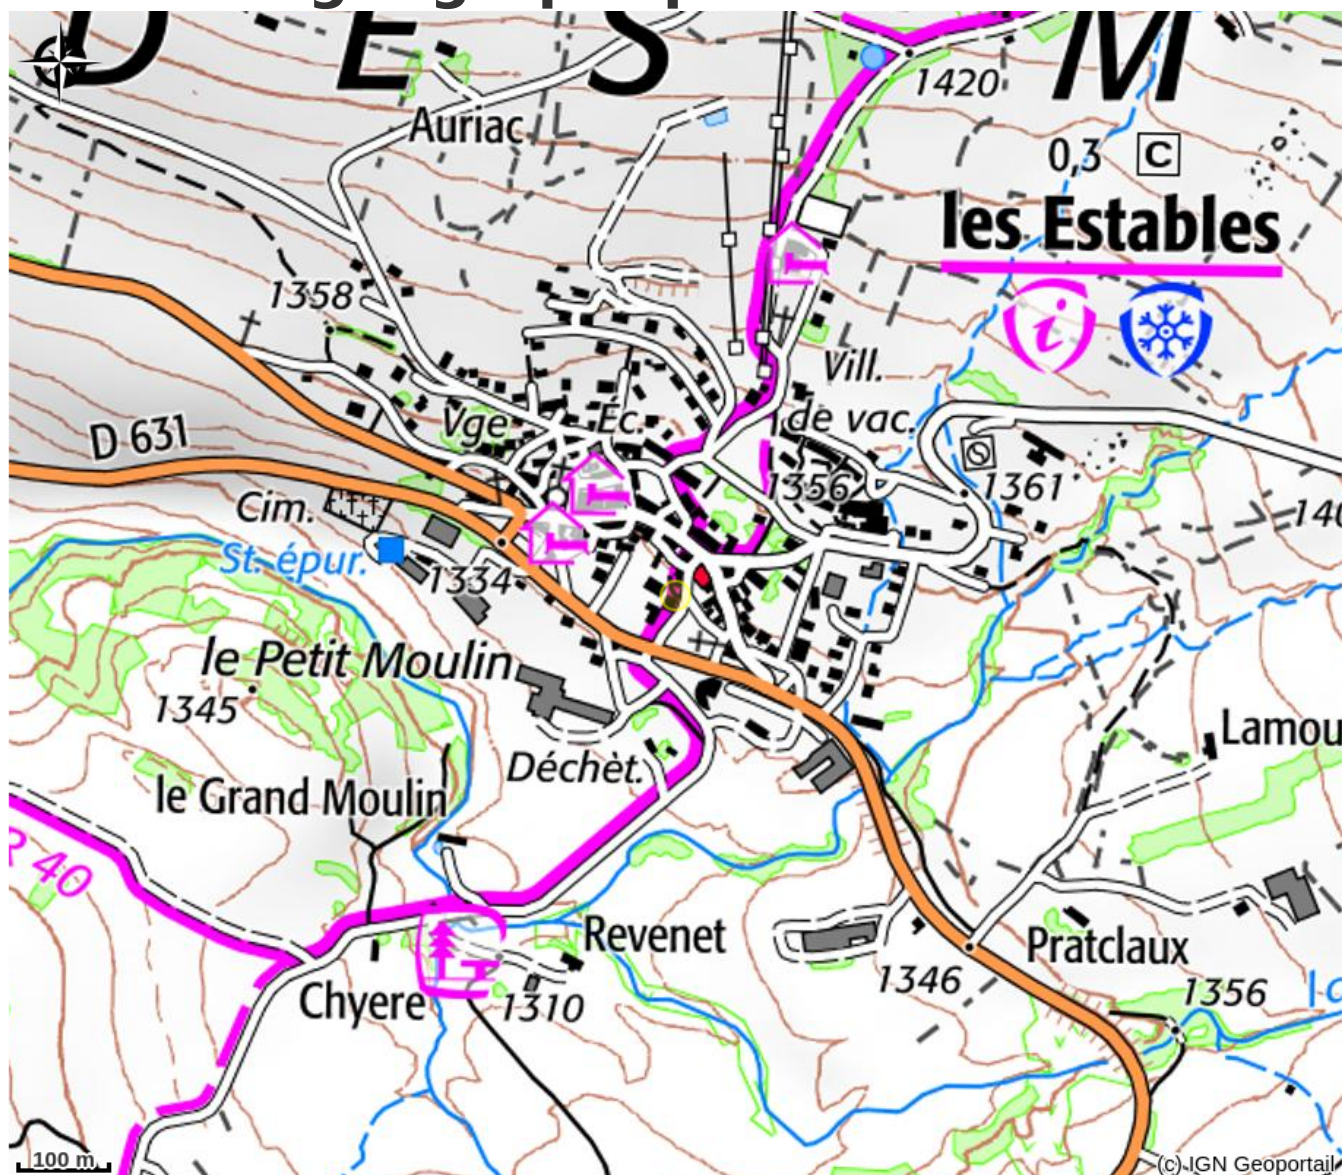 D E S M
1420
Auriac
0,3 C
les Estables
i
1358
Vill.
Vge
Éc.
de vac.
D 631
S
1356
1361
Cim.
St. épur.
1334
le Petit Moulin
1345
Lamou
Déchèt.
le Grand Moulin
R 40
Revenet
Pratclaux
1346
1356
Chyere
1310
100 m
(c) IGN Geoportail